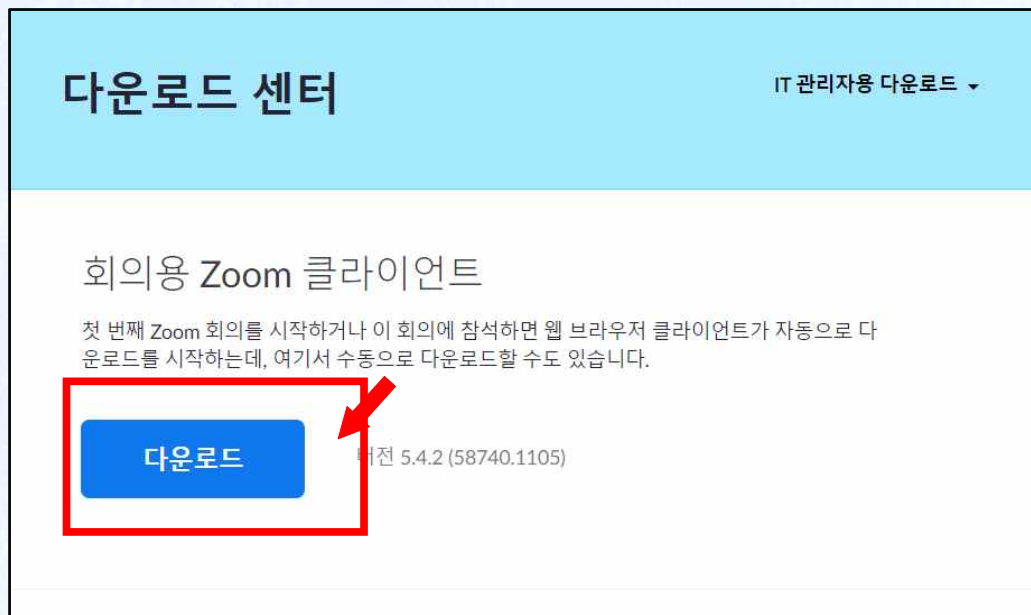 다운로드 센터
IT 관리자용 다운로드
회의용 Zoom 클라이언트
첫 번째 Zoom 회의를 시작하거나 이 회의에 참석하면 웹 브라우저 클라이언트가 자동으로 다
운로드를 시작하는데, 여기서 수동으로 다운로드할 수도 있습니다.
다운로드
버전 5.4.2 (58740.1105)